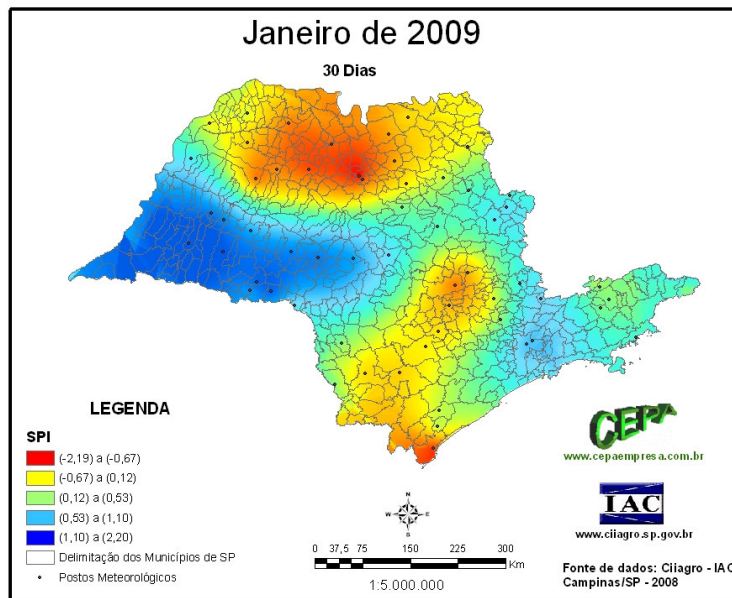 Janeiro de 2009
30 Dias
LEGENDA
SPI
(-2,19) a (-0,67)
(-0,67) a (0,12)
(0,12) a (0,53)
(0,53) a (1,10)
(1,10) a (2,20)
Delimitação dos Municípios de SP
Postos Meteorológicos
N
W E
S
0 37,5 75 150 225 300
Km
1:5.000.000
CEPA
www.cepaempresa.com.br
IAC
www.ciiagro.sp.gov.br
Fonte de dados: Ciiagro - IAC
Campinas/SP - 2008